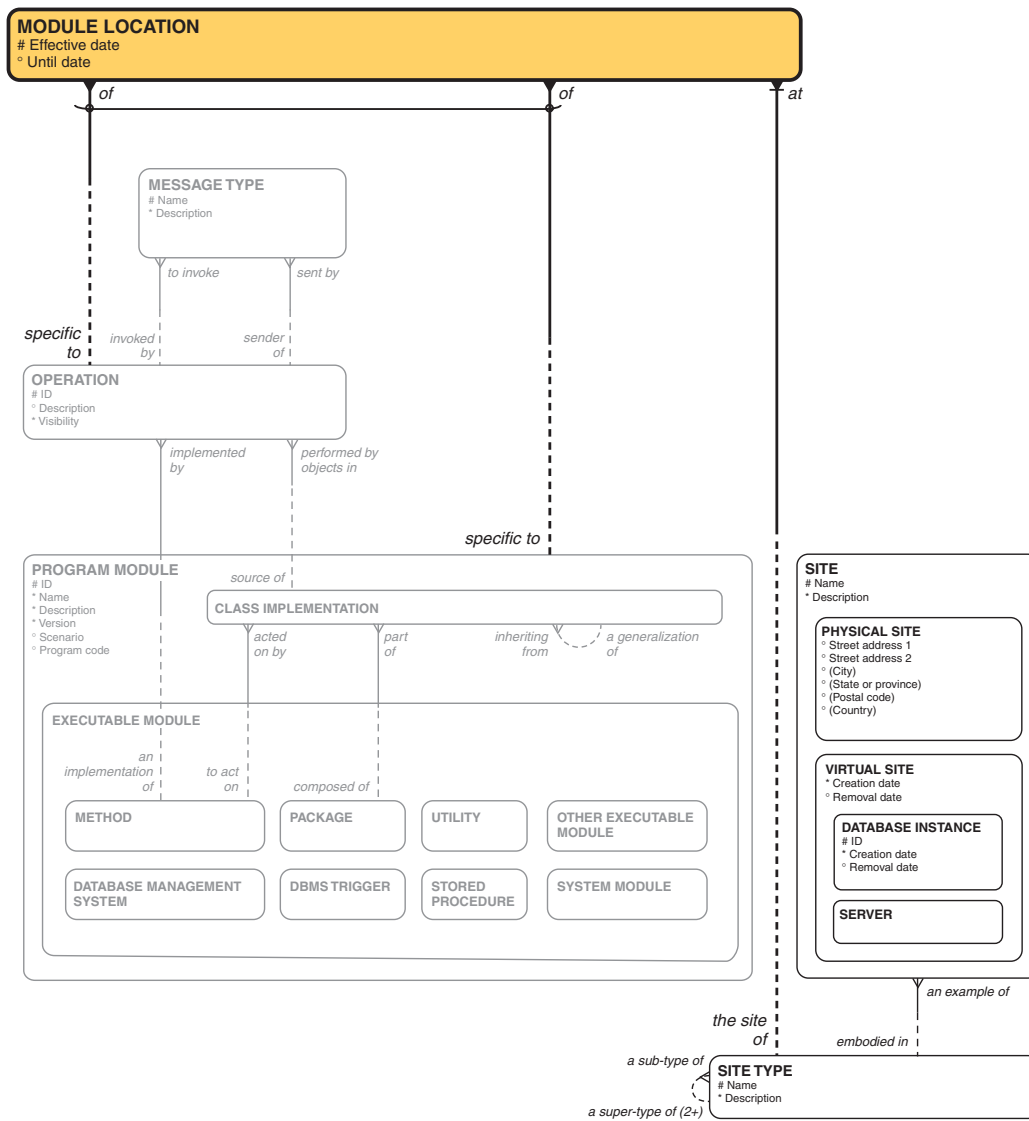 MODULE LOCATION
# Effective date
° Until date
of
of
at
MESSAGE TYPE
# Name
* Description
to invoke
sent by
specific
to
invoked
by
sender
of
OPERATION
# ID
° Description
* Visibility
implemented
by
performed by
objects in
specific to
PROGRAM MODULE
# ID
* Name
* Description
* Version
° Scenario
° Program code
source of
CLASS IMPLEMENTATION
acted
on by
part
of
inheriting
from
a generalization
of
EXECUTABLE MODULE
an
implementation
of
to act
on
composed of
METHOD
PACKAGE
UTILITY
OTHER EXECUTABLE
MODULE
DATABASE MANAGEMENT
SYSTEM
DBMS TRIGGER
STORED
PROCEDURE
SYSTEM MODULE
SITE
# Name
* Description
PHYSICAL SITE
° Street address 1
° Street address 2
° (City)
° (State or province)
° (Postal code)
° (Country)
VIRTUAL SITE
* Creation date
° Removal date
DATABASE INSTANCE
# ID
* Creation date
° Removal date
SERVER
an example of
embodied in
the site
of
a sub-type of
a super-type of (2+)
SITE TYPE
# Name
* Description